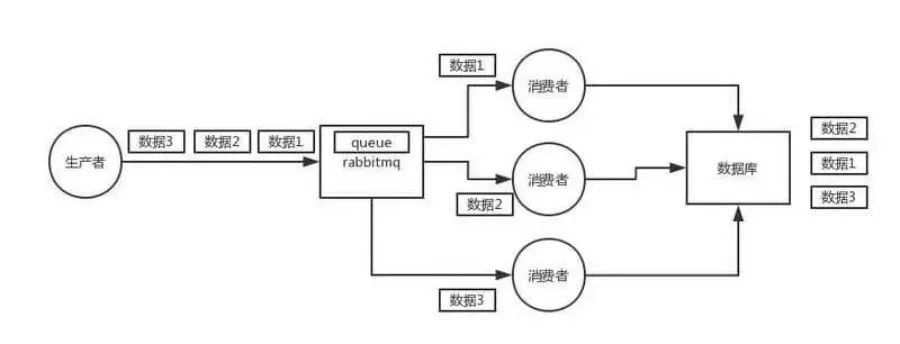 生产者
数据3
数据2
数据1
queue
rabbitmq
数据1
消费者
数据2
消费者
数据3
消费者
数据库
数据2
数据1
数据3